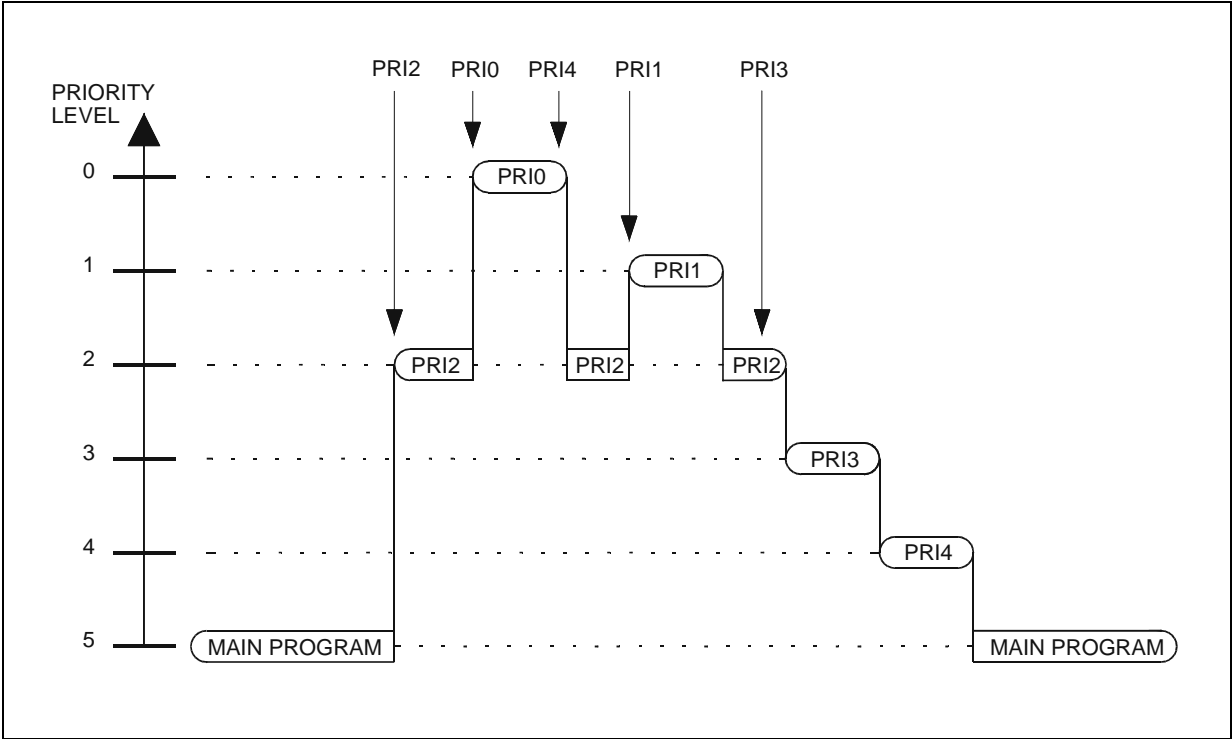 PRI2 PRI0 PRI4 PRI1 PRI3
PRIORITY
LEVEL
0 PRI0
1 PRI1
2 PRI2 PRI2 PRI2
3 PRI3
4 PRI4
5 MAIN PROGRAM MAIN PROGRAM